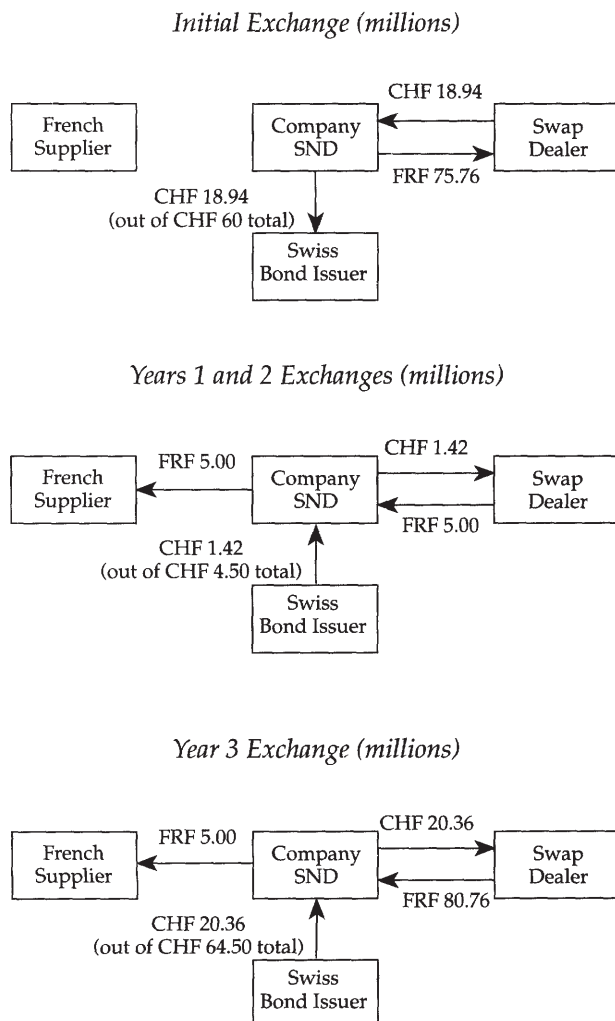 Initial Exchange (millions)
French
Supplier
Company
SND
CHF 18.94
FRF 75.76
Swap
Dealer
CHF 18.94
(out of CHF 60 total)
Swiss
Bond Issuer
Years 1 and 2 Exchanges (millions)
French
Supplier
FRF 5.00
Company
SND
CHF 1.42
FRF 5.00
Swap
Dealer
CHF 1.42
(out of CHF 4.50 total)
Swiss
Bond Issuer
Year 3 Exchange (millions)
French
Supplier
FRF 5.00
Company
SND
CHF 20.36
FRF 80.76
Swap
Dealer
CHF 20.36
(out of CHF 64.50 total)
Swiss
Bond Issuer